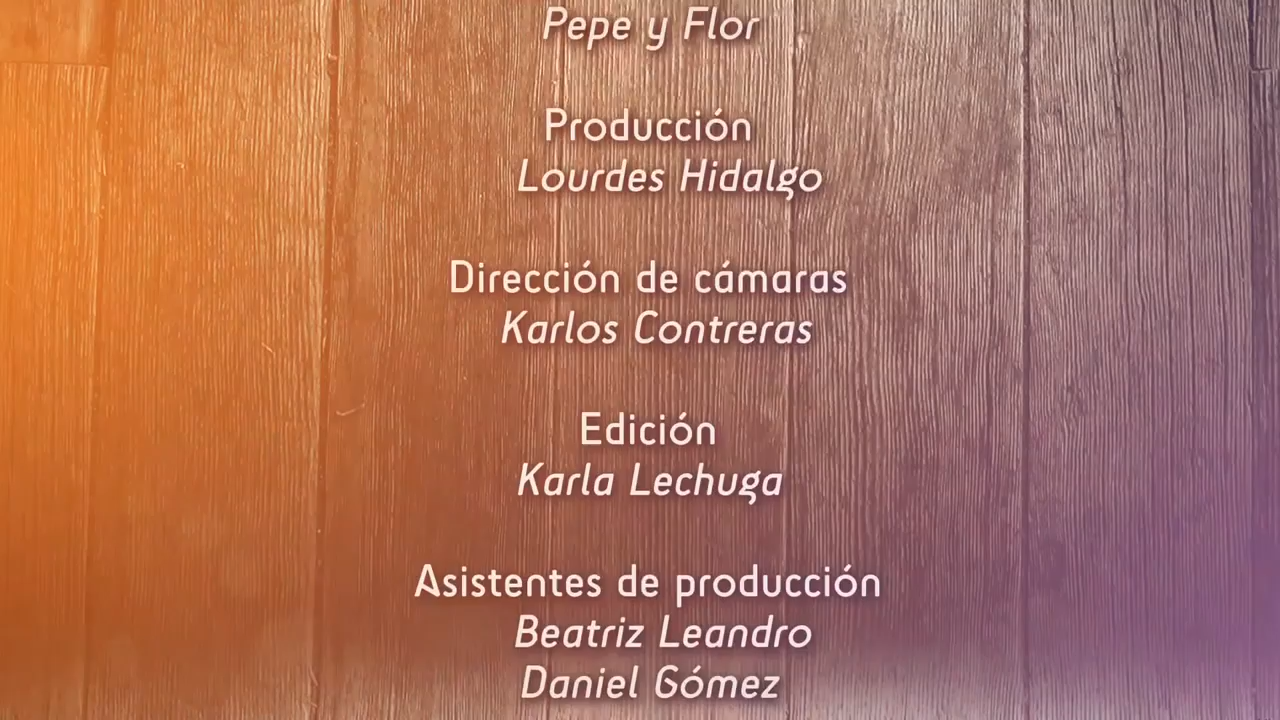 Pepe y Flor
Producción
Lourdes Hidalgo
Dirección de cámaras
Karlos Contreras
Edición
Karla Lechuga
Asistentes de producción
Beatriz Leandro
Daniel Gómez